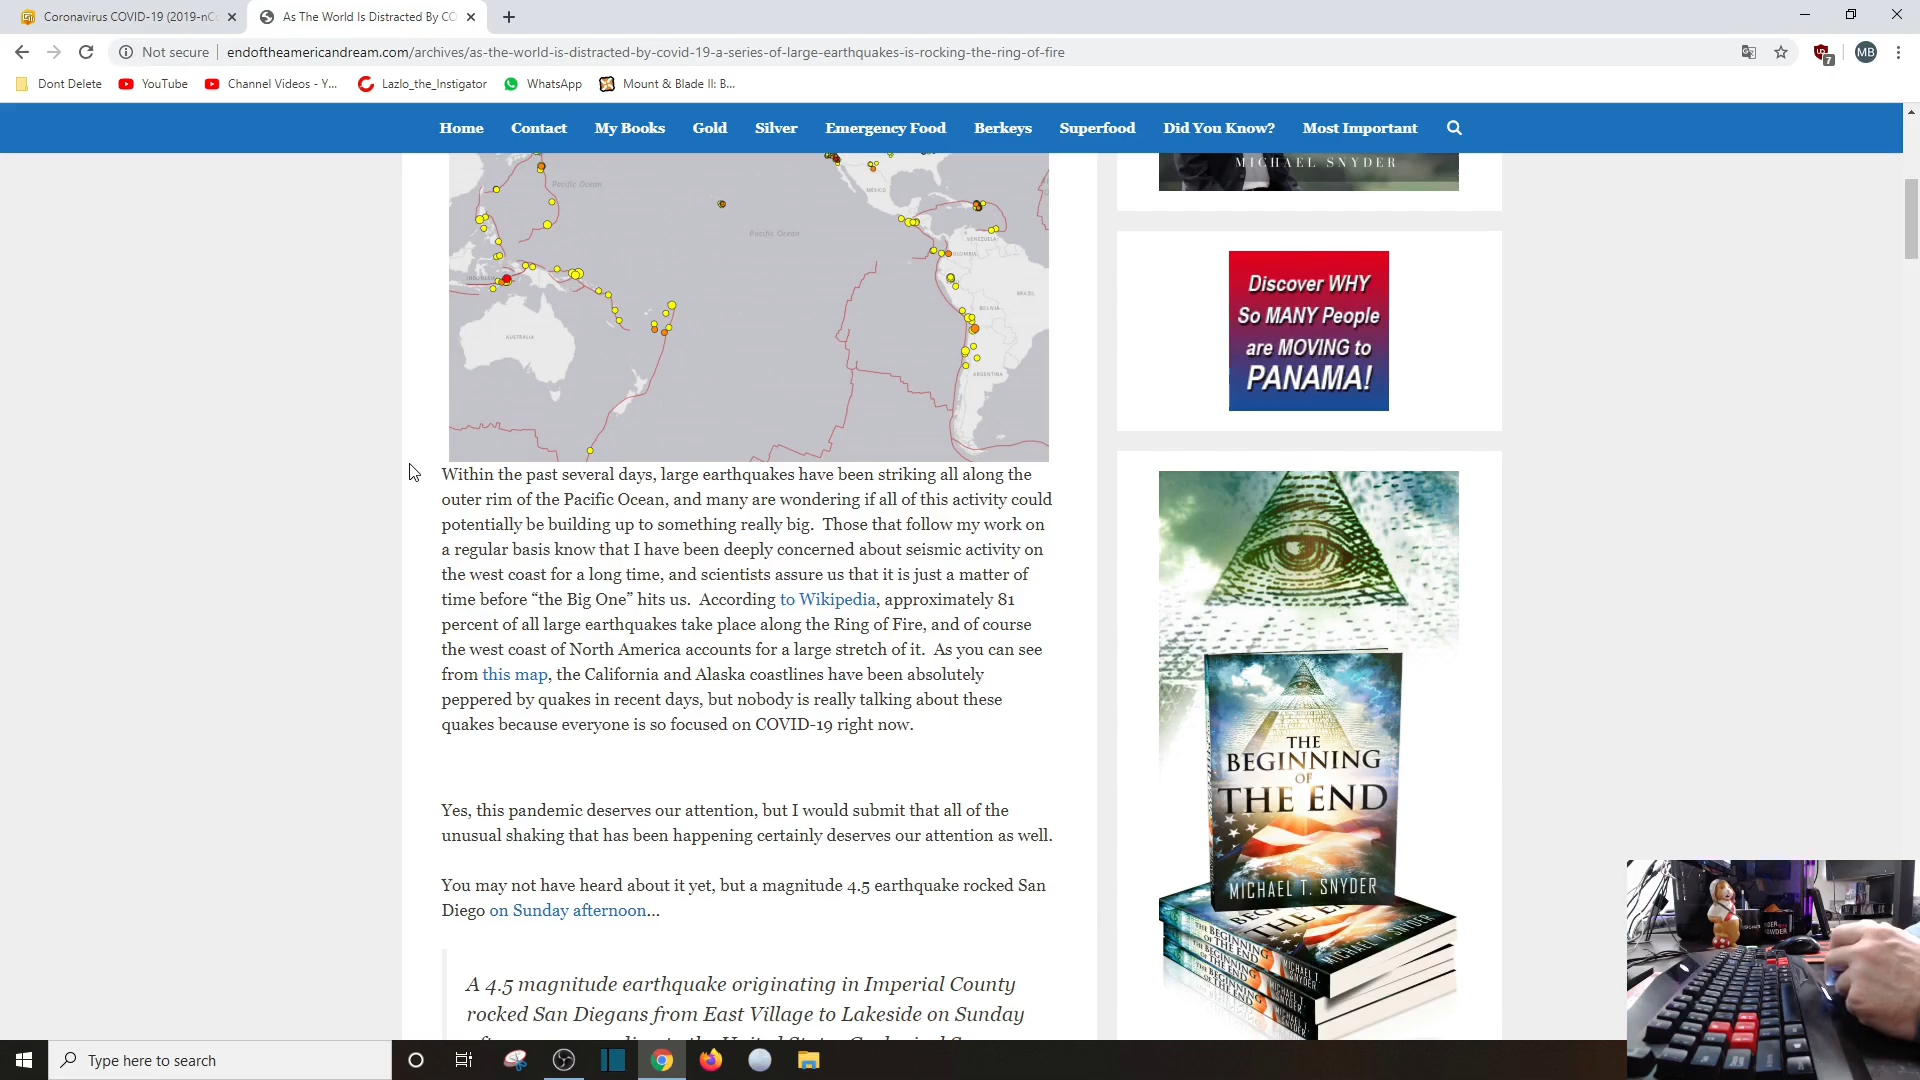 Coronavirus COVID-19 (2019-nC
As The World Is Distracted By CO
Not secure
endoftheamericandream.com/archives/as-the-world-is-distracted-by-covid-19-a-series-of-large-earthquakes-is-rocking-the-ring-of-fire
7
MB
Dont Delete
YouTube
Channel Videos - Y...
Lazlo_the_Instigator
WhatsApp
Mount & Blade II: B...
Home
Contact
My Books
Gold
Silver
Emergency Food
Berkeys
Superfood
Did You Know?
Most Important
Pacific Ocean
MÉXICO
Pacific Ocean
VENEZUELA
COLOMBIA
INDONESIA
BRAZIL
BOLIVIA
AUSTRALIA
ARGENTINA
Within the past several days, large earthquakes have been striking all along the
outer rim of the Pacific Ocean, and many are wondering if all of this activity could
potentially be building up to something really big. Those that follow my work on
a regular basis know that I have been deeply concerned about seismic activity on
the west coast for a long time, and scientists assure us that it is just a matter of
time before “the Big One” hits us. According to Wikipedia, approximately 81
percent of all large earthquakes take place along the Ring of Fire, and of course
the west coast of North America accounts for a large stretch of it. As you can see
from this map, the California and Alaska coastlines have been absolutely
peppered by quakes in recent days, but nobody is really talking about these
quakes because everyone is so focused on COVID-19 right now.
Yes, this pandemic deserves our attention, but I would submit that all of the
unusual shaking that has been happening certainly deserves our attention as well.
You may not have heard about it yet, but a magnitude 4.5 earthquake rocked San
Diego on Sunday afternoon…
A 4.5 magnitude earthquake originating in Imperial County
rocked San Diegans from East Village to Lakeside on Sunday
MICHAEL SNYDER
Discover WHY
So MANY People
are MOVING to
PANAMA!
THE
BEGINNING
OF
THE END
MICHAEL T. SNYDER
Type here to search